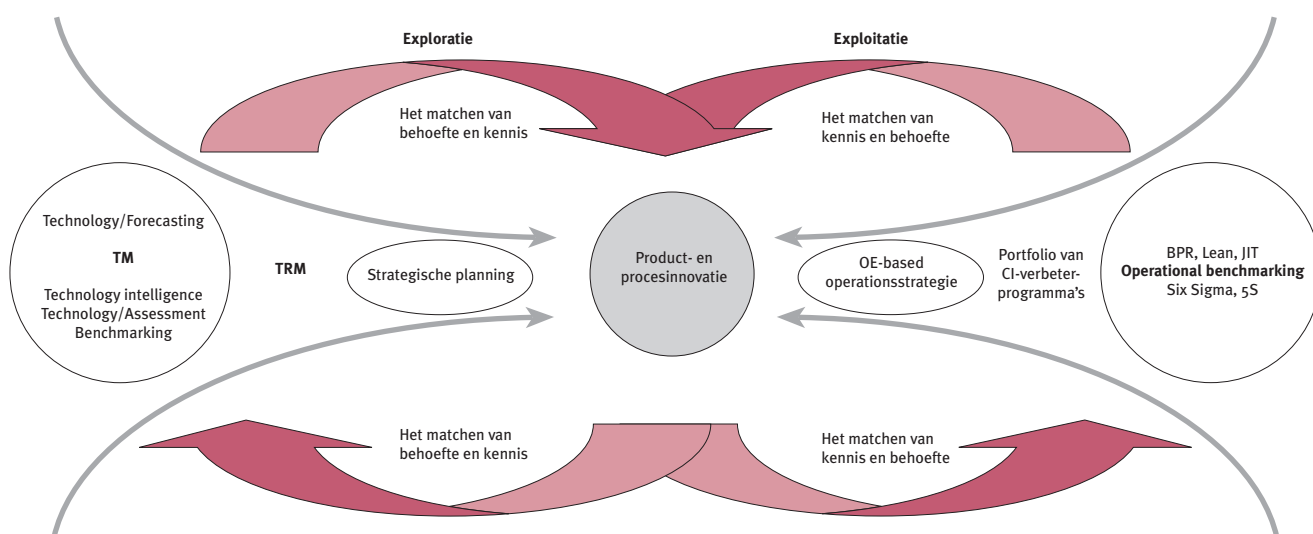 Exploratie
Exploitatie
Het matchen van
behoefte en kennis
Het matchen van
kennis en behoefte
Technology/Forecasting
TM
Technology intelligence
Technology/Assessment
Benchmarking
TRM
Strategische planning
Product- en
procesinnovatie
OE-based
operationsstrategie
Portfolio van
CI-verbeter-
programma's
BPR, Lean, JIT
Operational benchmarking
Six Sigma, 5S
Het matchen van
behoefte en kennis
Het matchen van
kennis en behoefte